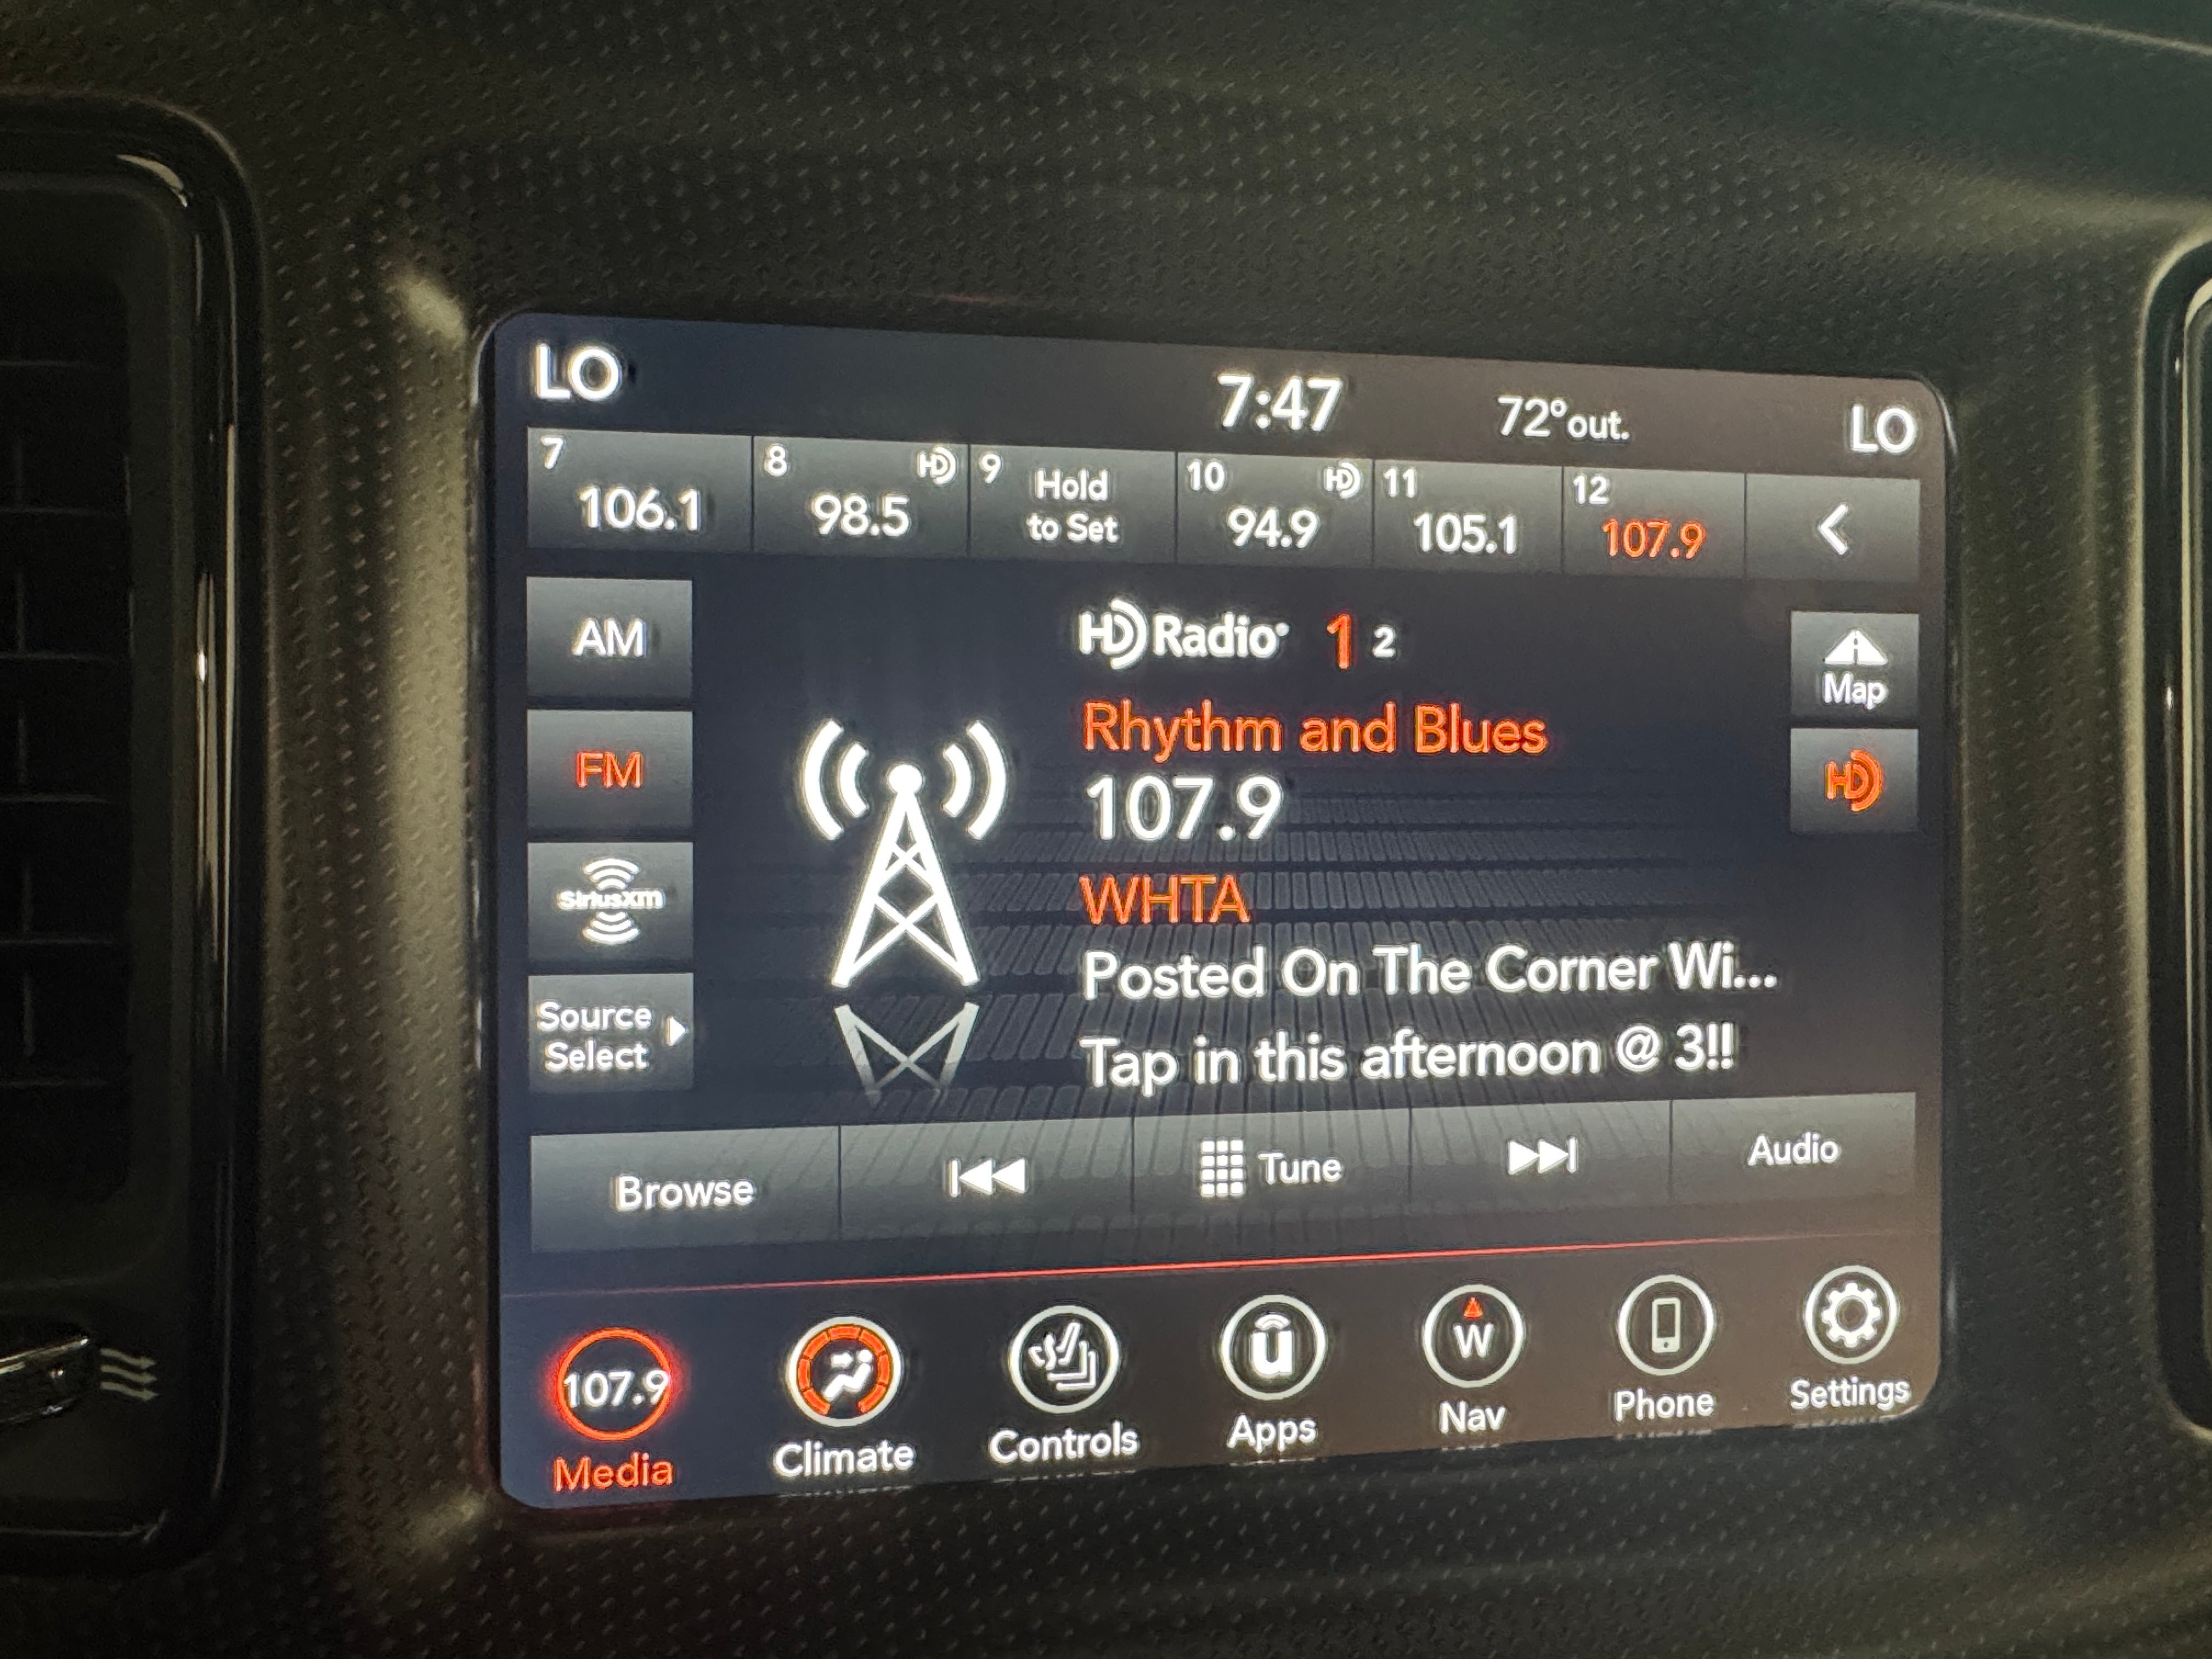 LO 7:47 72°out. LO
7 8 HD 9 Hold 10 HD 11 12
106.1 98.5 to Set 94.9 105.1 107.9
AM HD Radio 1 2 Map
Rhythm and Blues
FM 107.9 HD
SiriusXm WHTA
Posted On The Corner Wi...
Source
Select Tap in this afternoon @ 3!!
Browse Tune Audio
107.9 u W
Media Climate Controls Apps Nav Phone Settings